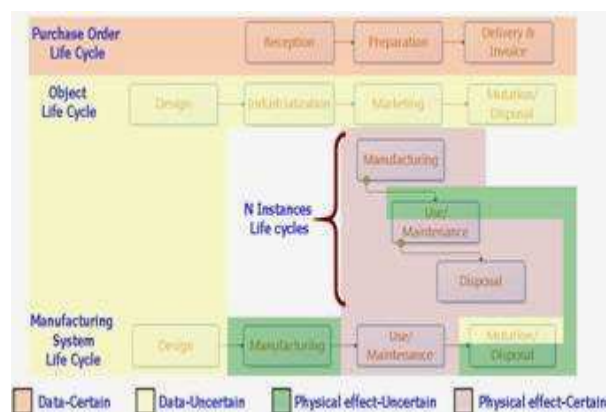 Purchase Order
Life Cycle
Reception
Preparation
Delivery &
Invoice
Object
Life Cycle
Design
Industrialization
Marketing
Mutation/
Disposal
N Instances
Life cycles
Manufacturing
Use/
Maintenance
Disposal
Manufacturing
System
Life Cycle
Design
Manufacturing
Use/
Maintenance
Mutation/
Disposal
Data-Certain
Data-Uncertain
Physical effect-Uncertain
Physical effect-Certain